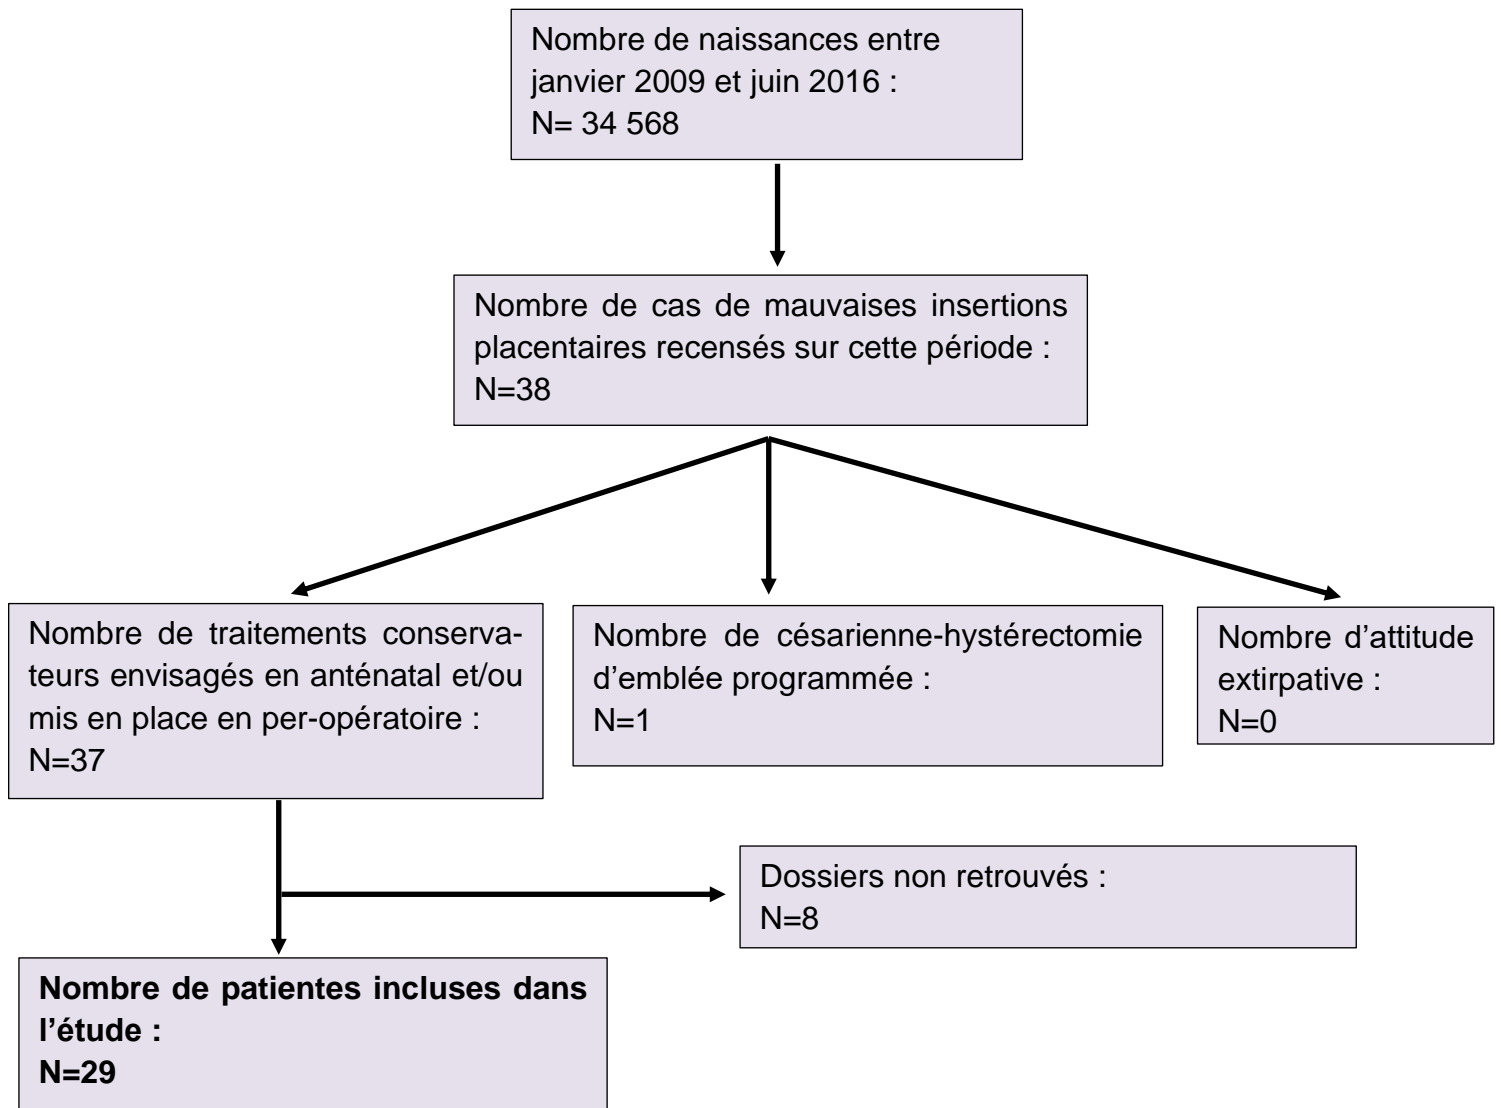 Nombre de naissances entre
janvier 2009 et juin 2016 :
N= 34 568
Nombre de cas de mauvaises insertions
placentaires recensés sur cette période :
N=38
Nombre de traitements conserva-
teurs envisagés en anténatal et/ou
mis en place en per-opératoire :
N=37
Nombre de césarienne-hystérectomie
d’emblée programmée :
N=1
Nombre d’attitude
extirpative :
N=0
Dossiers non retrouvés :
N=8
Nombre de patientes incluses dans
l’étude :
N=29